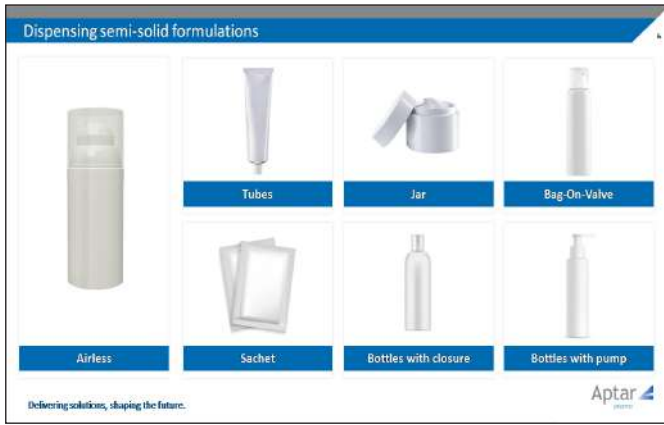 Dispensing semi-solid formulations
Tubes
Jar
Bag-On-Valve
Airless
Sachet
Bottles with closure
Bottles with pump
Delivering solutions, shaping the future.
Aptar
pharma